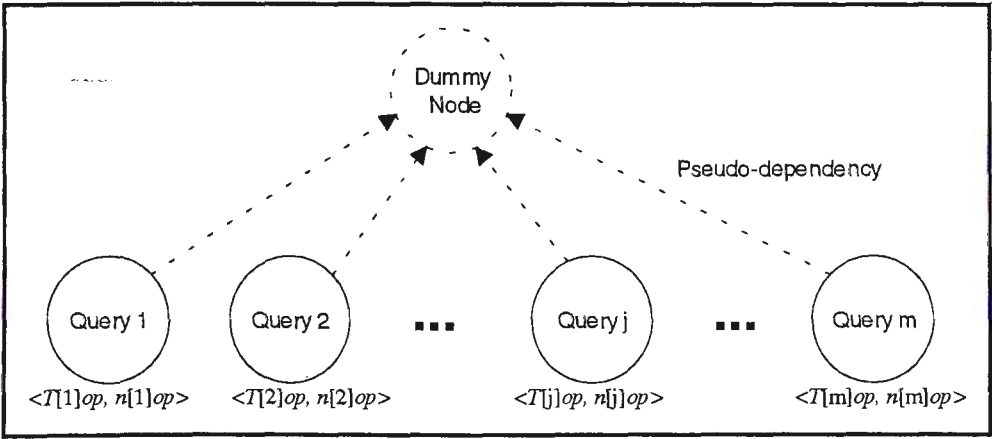 Dummy
Node
Pseudo-dependency
Query 1
Query 2
...
Query j
...
Query m
<T[1]op, n[1]op>
<T[2]op, n[2]op>
<T[j]op, n[j]op>
<T[m]op, n[m]op>